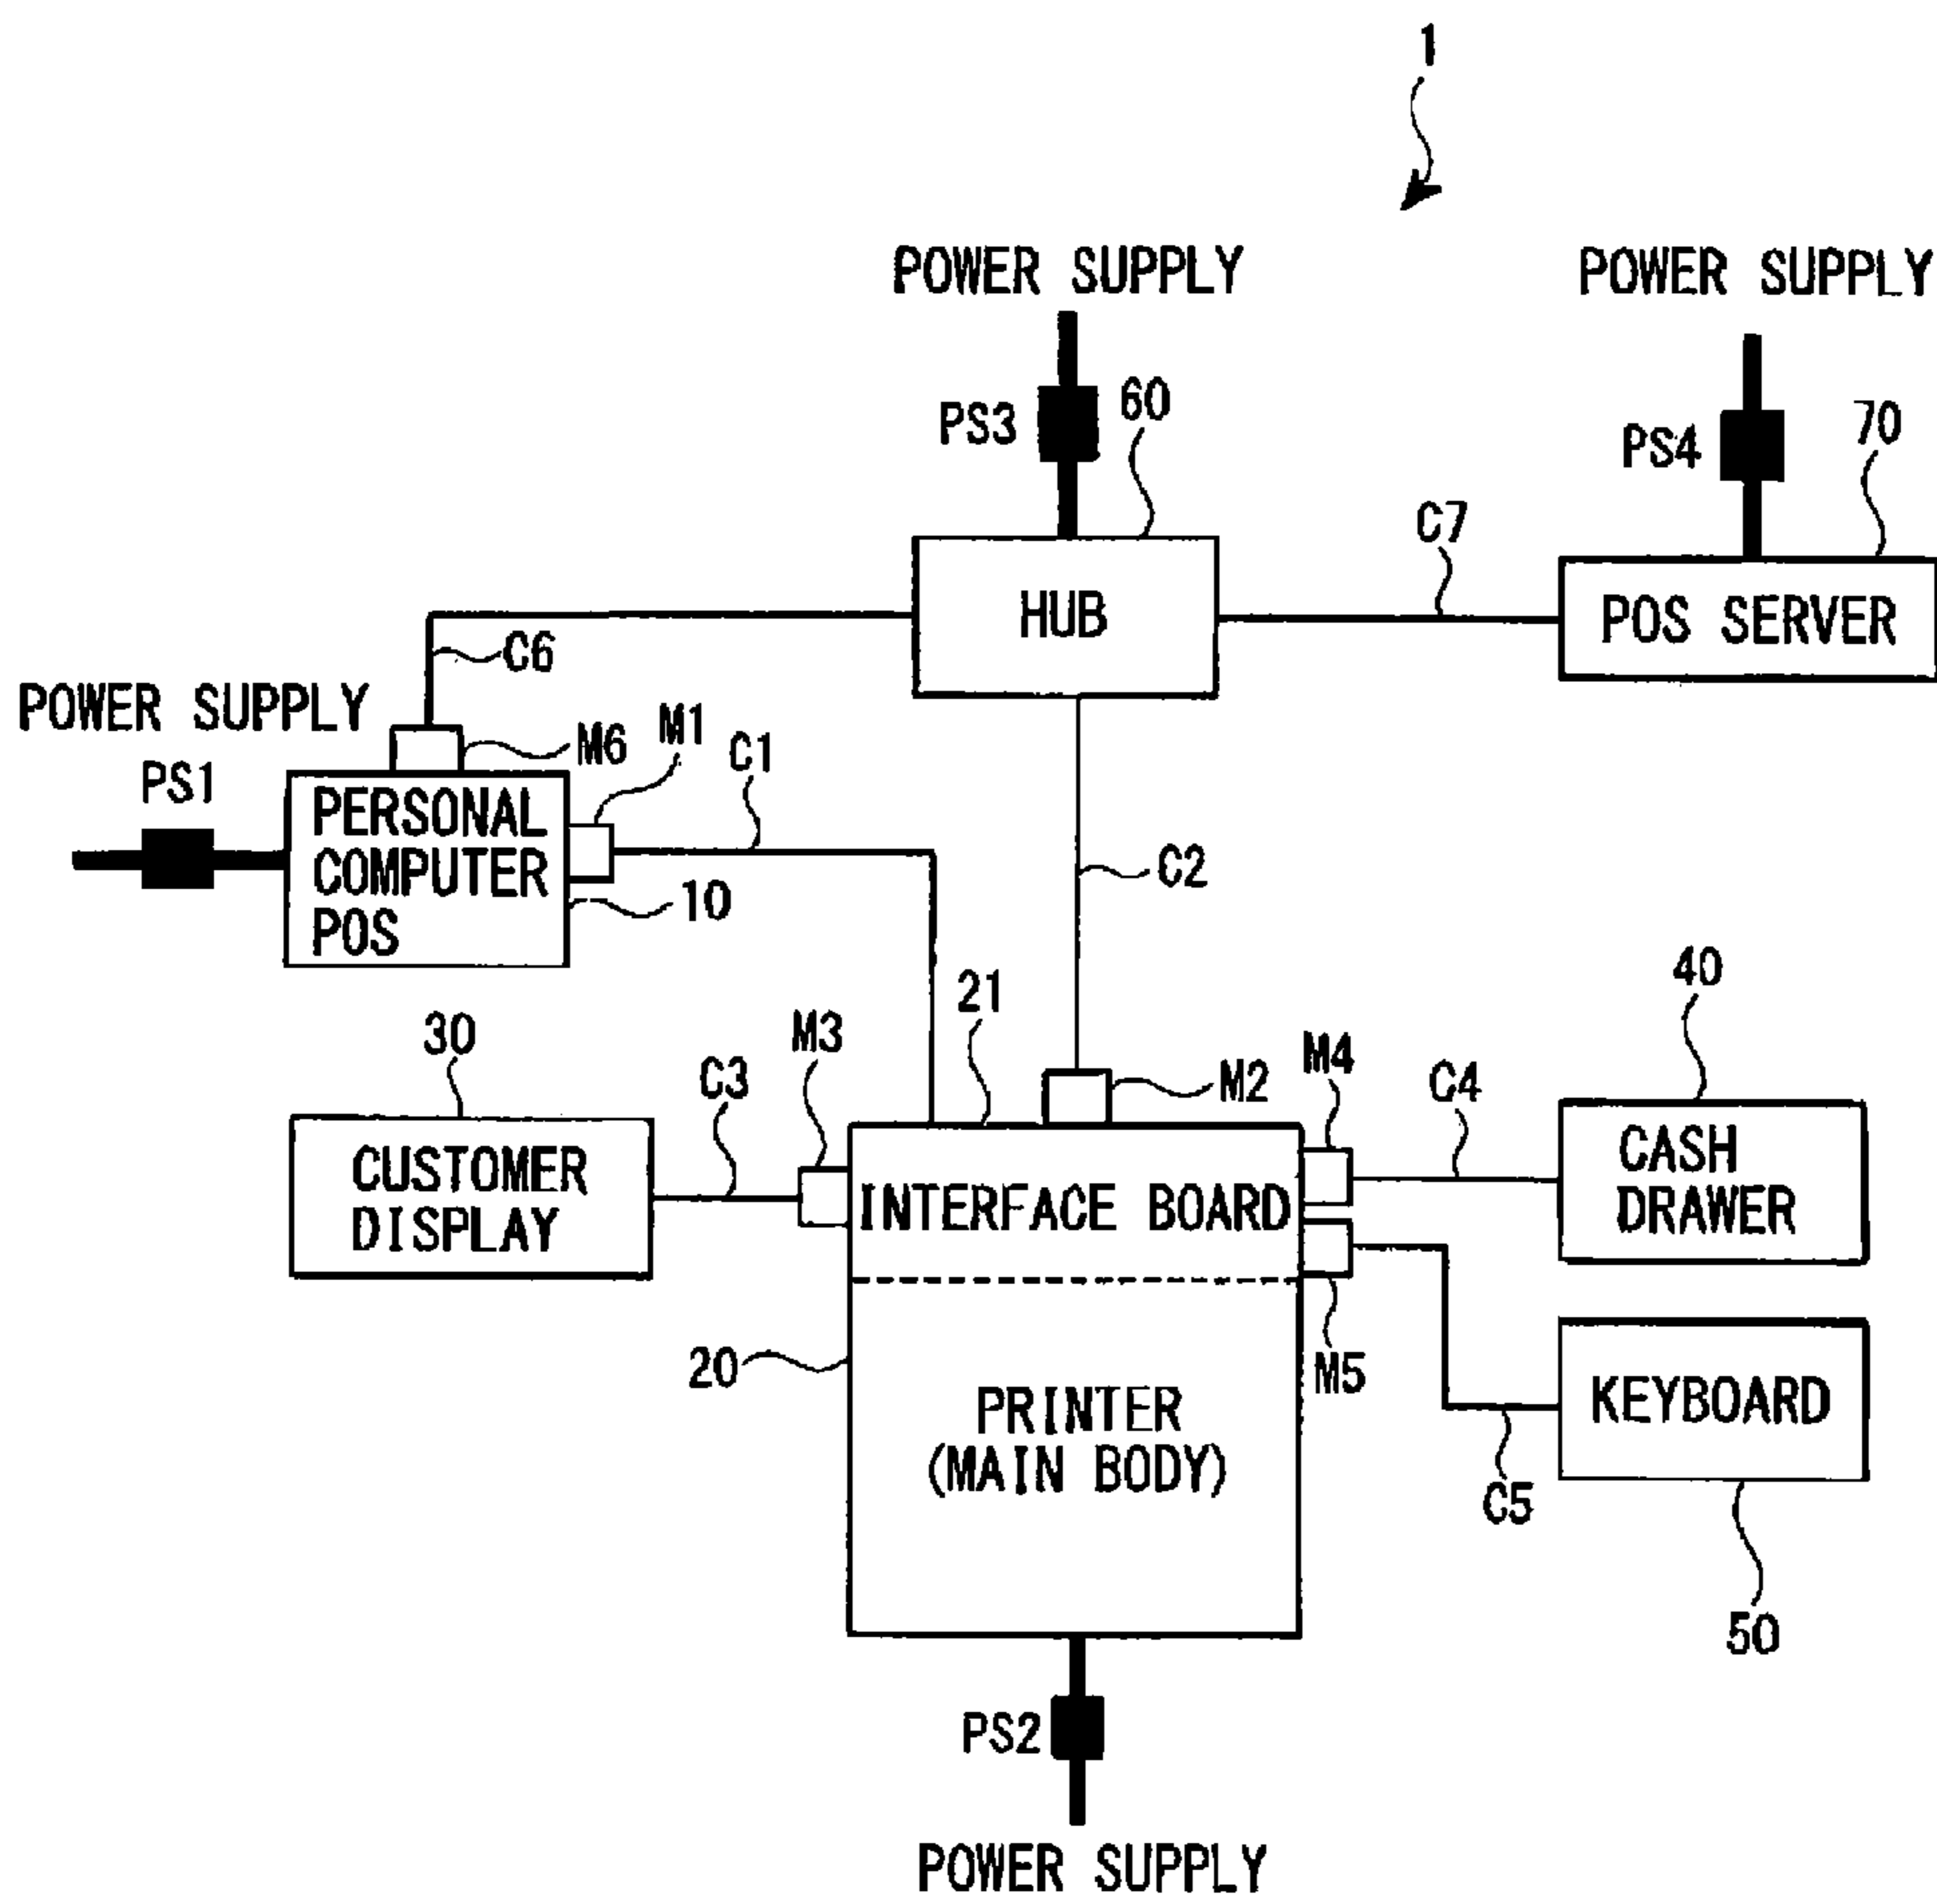 1
POWER SUPPLY
POWER SUPPLY
PS3
60
PS4
70
C7
HUB
POS SERVER
C6
POWER SUPPLY
M6
M1
C1
PS1
PERSONAL
COMPUTER
POS
10
C2
21
40
30
M3
C3
M2
M4
C4
CUSTOMER
DISPLAY
INTERFACE BOARD
CASH
DRAWER
20
M5
PRINTER
(MAIN BODY)
KEYBOARD
C5
50
PS2
POWER SUPPLY